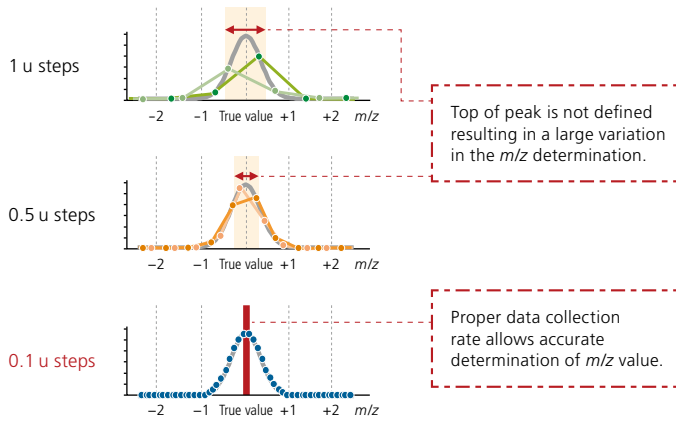 1 u steps
−2 −1 True value +1 +2 m/z
Top of peak is not defined
resulting in a large variation
in the m/z determination.
0.5 u steps
−2 −1 True value +1 +2 m/z
0.1 u steps
−2 −1 True value +1 +2 m/z
Proper data collection
rate allows accurate
determination of m/z value.